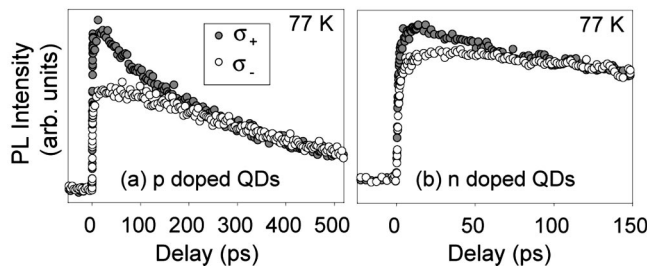 77 K
77 K
σ+
σ-
PL Intensity
(arb. units)
(a) p doped QDs
(b) n doped QDs
0 100 200 300 400 500
0 50 100 150
Delay (ps)
Delay (ps)